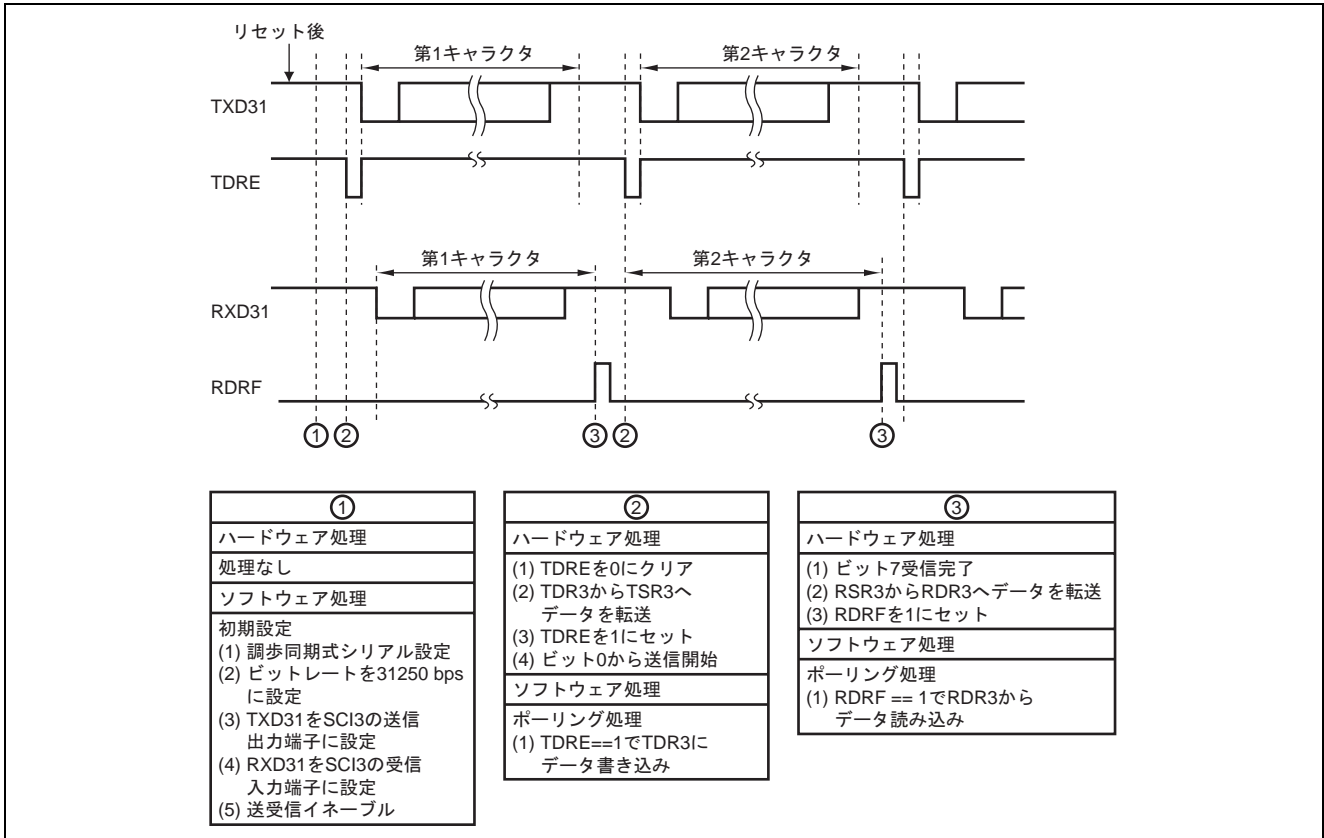 リセット後
第1キャラクタ
第2キャラクタ
TXD31
TDRE
第1キャラクタ
第2キャラクタ
RXD31
RDRF
① ② ③ ② ③
①
ハードウェア処理
処理なし
ソフトウェア処理
初期設定
(1) 調歩同期式シリアル設定
(2) ビットレートを31250 bps
に設定
(3) TXD31をSCI3の送信
出力端子に設定
(4) RXD31をSCI3の受信
入力端子に設定
(5) 送受信イネーブル
②
ハードウェア処理
(1) TDREを0にクリア
(2) TDR3からTSR3へ
データを転送
(3) TDREを1にセット
(4) ビット0から送信開始
ソフトウェア処理
ポーリング処理
(1) TDRE==1でTDR3に
データ書き込み
③
ハードウェア処理
(1) ビット7受信完了
(2) RSR3からRDR3へデータを転送
(3) RDRFを1にセット
ソフトウェア処理
ポーリング処理
(1) RDRF == 1でRDR3から
データ読み込み